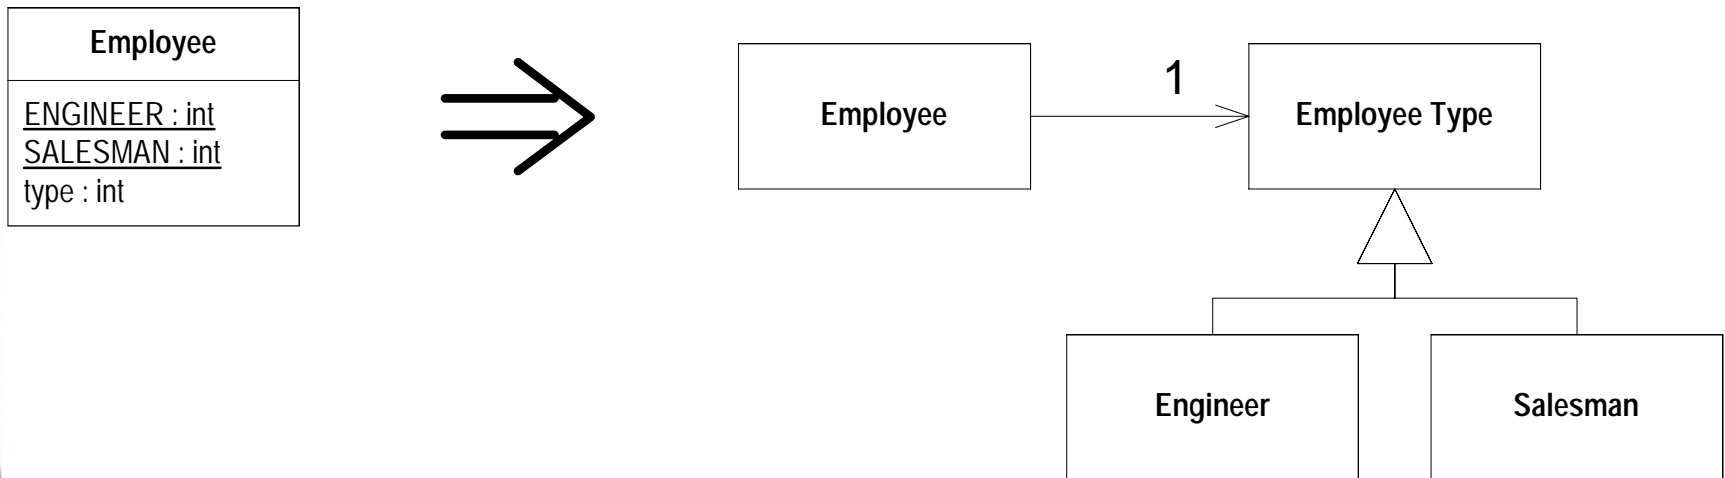 Employee
ENGINEER : int
SALESMAN : int
type : int
1
Employee
Employee Type
Engineer
Salesman